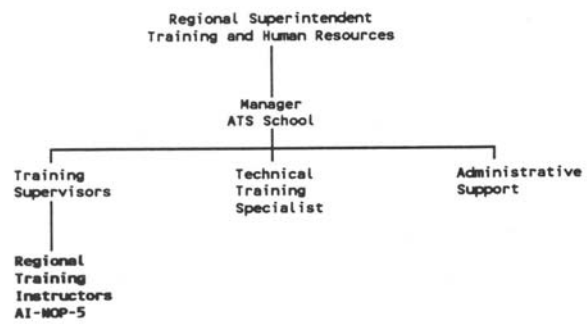 Regional Superintendent
Training and Human Resources
Manager
ATS School
Training
Supervisors
Technical
Training
Specialist
Administrative
Support
Regional
Training
Instructors
AI-NOP-5